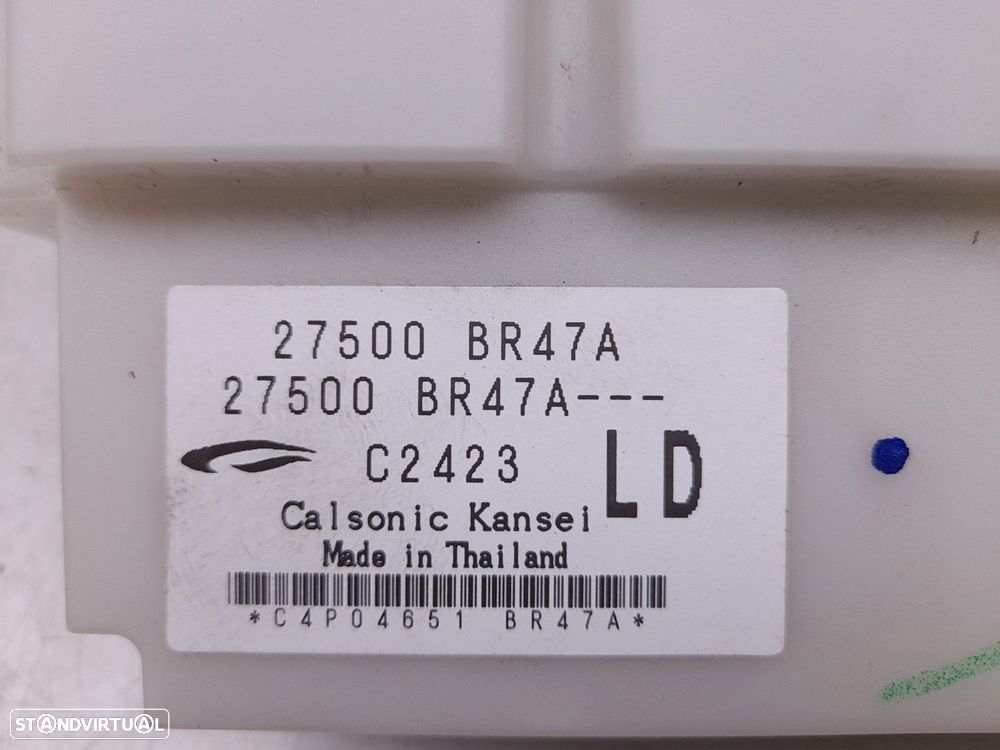 27500 BR47A
27500 BR47A---
C2423 LD
Calsonic Kansei
Made in Thailand
*C4P04651 BR47A*
STANDVIRTUAL